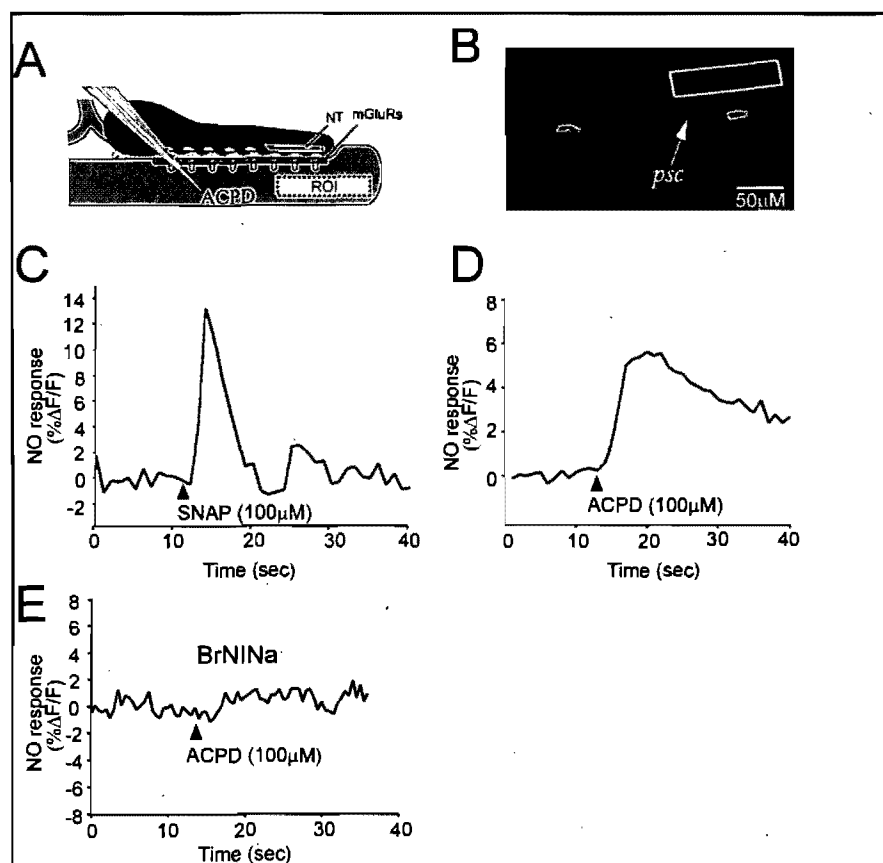 A
NT mGluRs
ACPD
ROI
B
psc
50µM
C
NO response
(%ΔF/F)
14
12
10
8
6
4
2
0
-2
SNAP (100µM)
0 10 20 30 40
Time (sec)
D
NO response
(%ΔF/F)
8
6
4
2
0
ACPD (100µM)
0 10 20 30 40
Time (sec)
E
NO response
(%ΔF/F)
8
6
4
2
0
-2
-4
-6
-8
BrNINa
ACPD (100µM)
0 10 20 30 40
Time (sec)